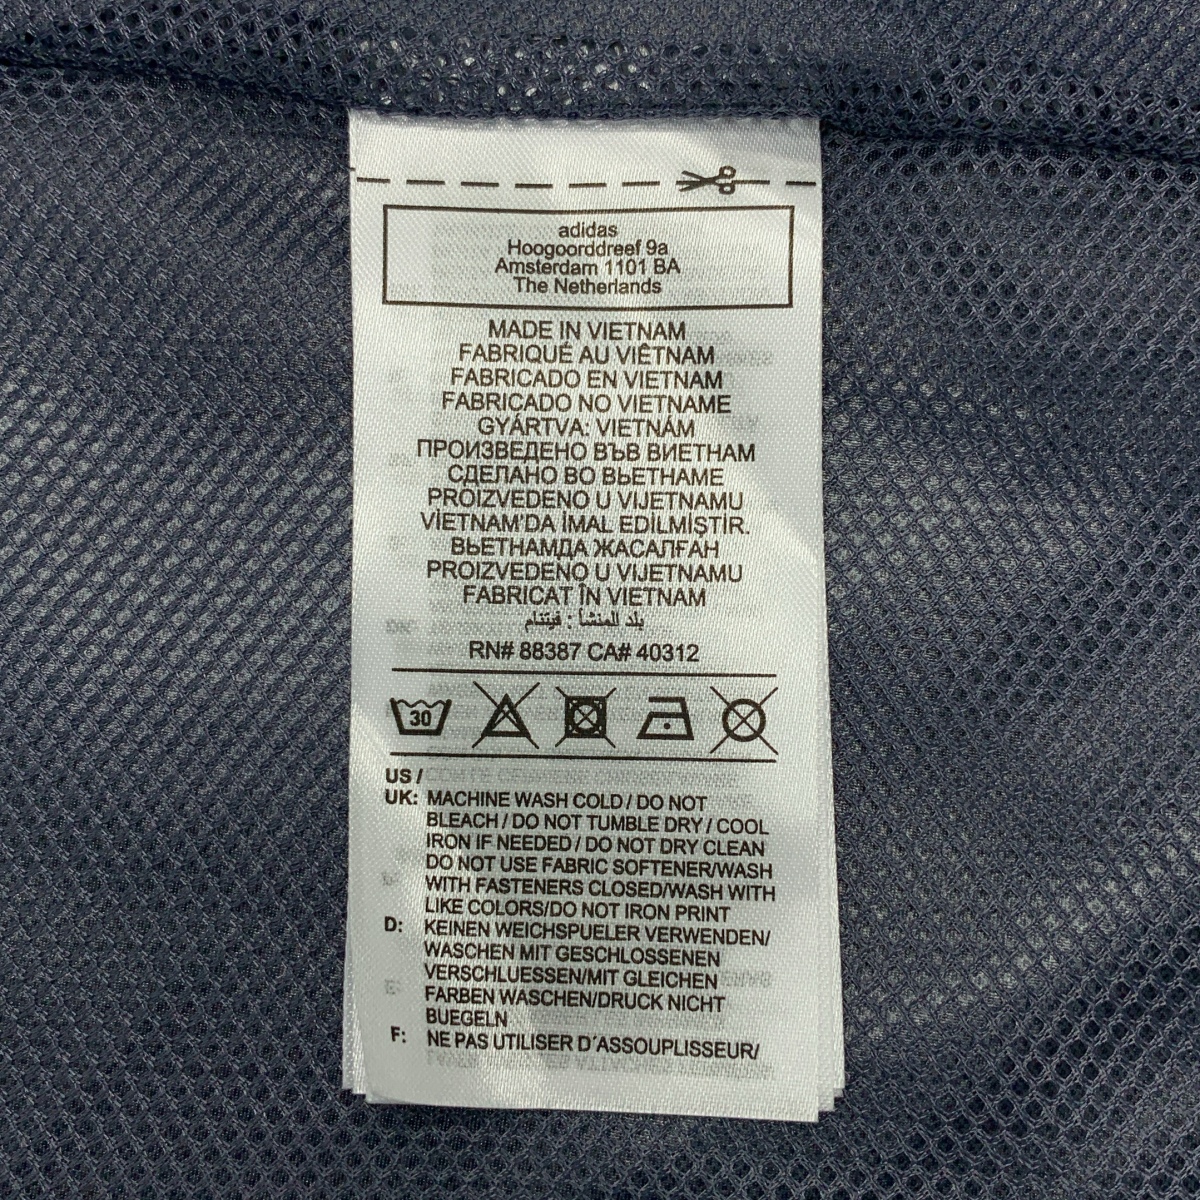 adidas
Hoogoorddreef 9a
Amsterdam 1101 BA
The Netherlands
MADE IN VIETNAM
FABRIQUÉ AU VIÊTNAM
FABRICADO EN VIETNAM
FABRICADO NO VIETNAME
GYÁRTVA: VIETNÁM
ПРОИЗВЕДЕНО ВЪВ ВИЕТНАМ
СДЕЛАНО ВО ВЬЕТНАМЕ
PROIZVEDENO U VIJETNAMU
VİETNAM'DA İMAL EDİLMİŞTİR.
ВЬЕТНАМДА ЖАСАЛҒАН
PROIZVEDENO U VIJETNAMU
FABRICAT ÎN VIETNAM
بلد المنشأ : فيتنام
RN# 88387 CA# 40312
30
US /
UK: MACHINE WASH COLD / DO NOT
BLEACH / DO NOT TUMBLE DRY / COOL
IRON IF NEEDED / DO NOT DRY CLEAN
DO NOT USE FABRIC SOFTENER/WASH
WITH FASTENERS CLOSED/WASH WITH
LIKE COLORS/DO NOT IRON PRINT
D: KEINEN WEICHSPUELER VERWENDEN/
WASCHEN MIT GESCHLOSSENEN
VERSCHLUESSEN/MIT GLEICHEN
FARBEN WASCHEN/DRUCK NICHT
BUEGELN
F: NE PAS UTILISER D´ASSOUPLISSEUR/